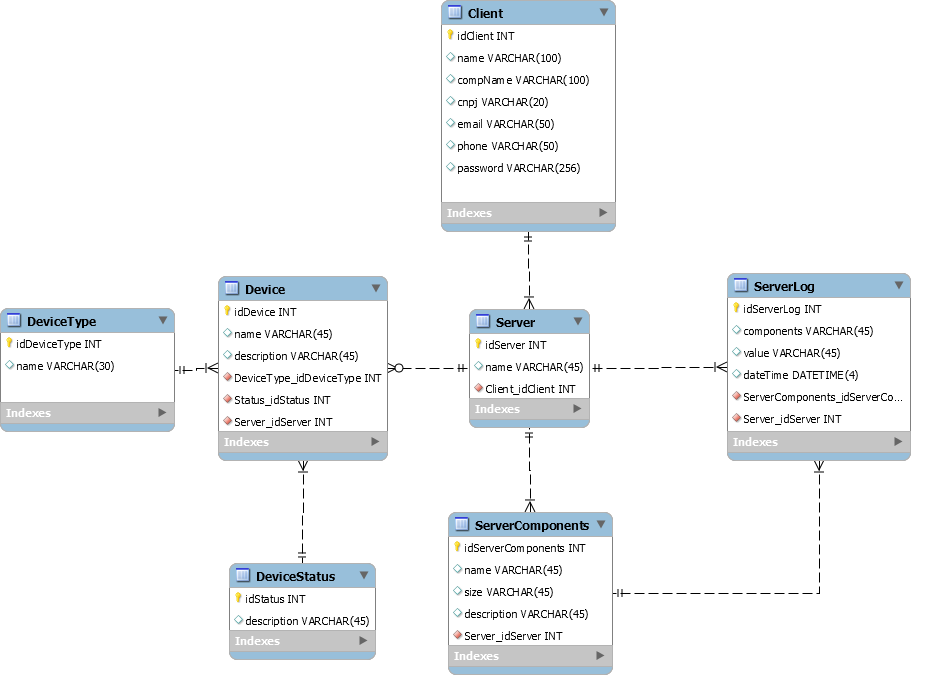 Client
idClient INT
name VARCHAR(100)
compName VARCHAR(100)
cnpj VARCHAR(20)
email VARCHAR(50)
phone VARCHAR(50)
password VARCHAR(256)
Indexes
DeviceType
idDeviceType INT
name VARCHAR(30)
Indexes
Device
idDevice INT
name VARCHAR(45)
description VARCHAR(45)
DeviceType_idDeviceType INT
Status_idStatus INT
Server_idServer INT
Indexes
Server
idServer INT
name VARCHAR(45)
Client_idClient INT
Indexes
ServerLog
idServerLog INT
components VARCHAR(45)
value VARCHAR(45)
dateTime DATETIME(4)
ServerComponents_idServerCo...
Server_idServer INT
Indexes
DeviceStatus
idStatus INT
description VARCHAR(45)
Indexes
ServerComponents
idServerComponents INT
name VARCHAR(45)
size VARCHAR(45)
description VARCHAR(45)
Server_idServer INT
Indexes